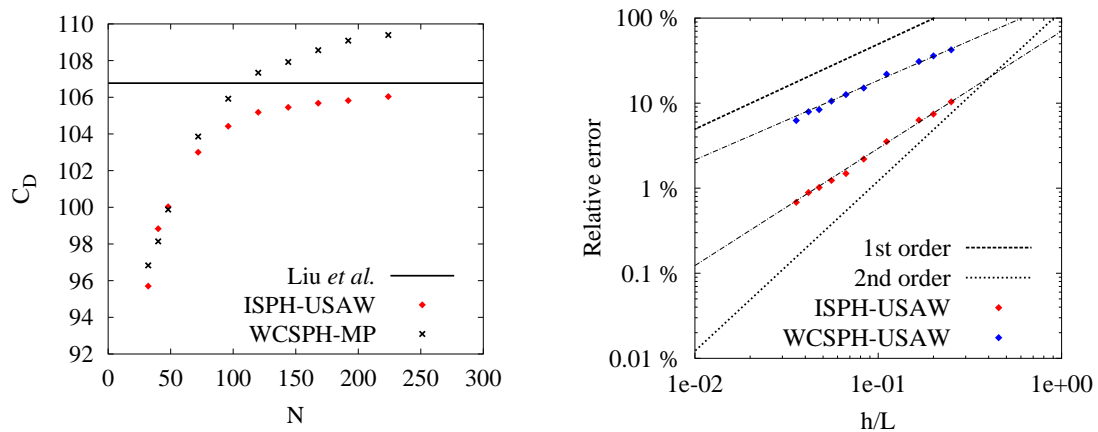 110
108
106
104
102
100
98
96
94
92
C_D
0 50 100 150 200 250 300
N
Liu et al.
ISPH-USAW
WCSPH-MP
100 %
10 %
1 %
0.1 %
0.01 %
Relative error
1e-02 1e-01 1e+00
h/L
1st order
2nd order
ISPH-USAW
WCSPH-USAW